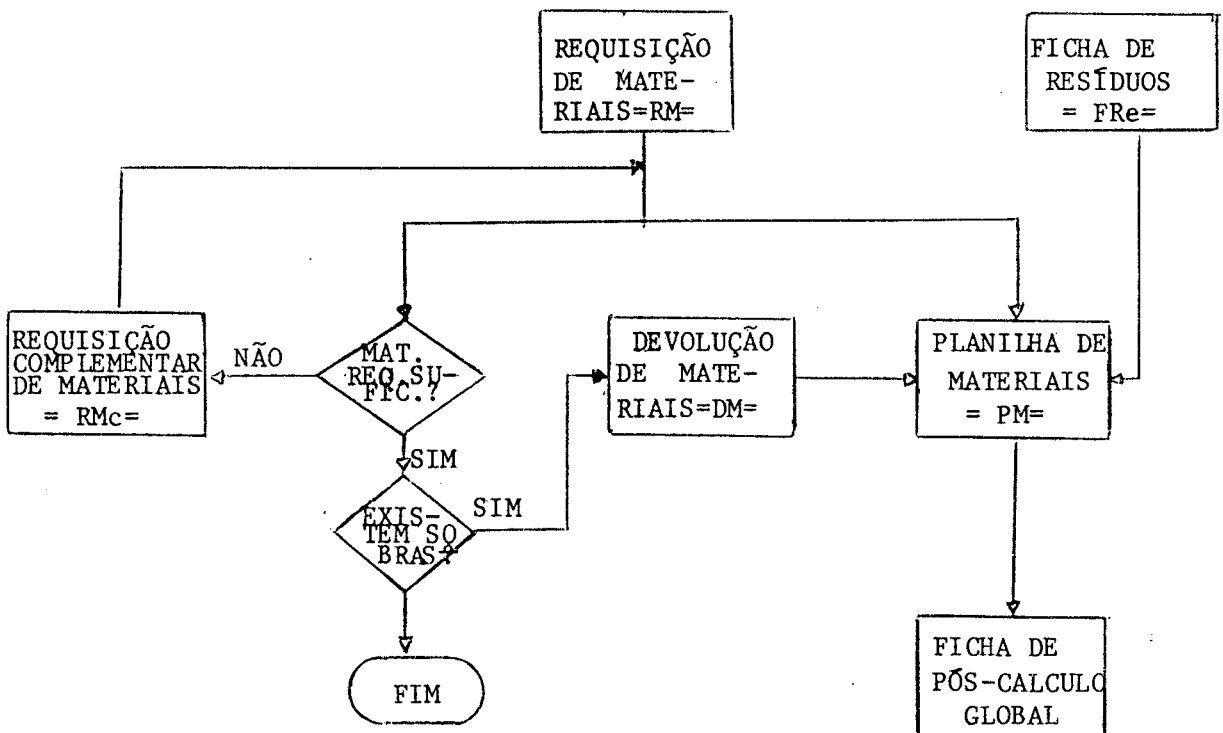 REQUISIÇÃO
DE MATE-
RIAIS=RM=
FICHA DE
RESÍDUOS
= FRe=
REQUISIÇÃO
COMPLEMENTAR
DE MATERIAIS
= RMc=
NÃO
MAT.
REQ.SU-
FIC.?
SIM
EXIS-
TEM SO
BRAS?
SIM
FIM
DEVOLUÇÃO
DE MATE-
RIAIS=DM=
PLANILHA DE
MATERIAIS
= PM=
FICHA DE
PÓS-CALCULO
GLOBAL